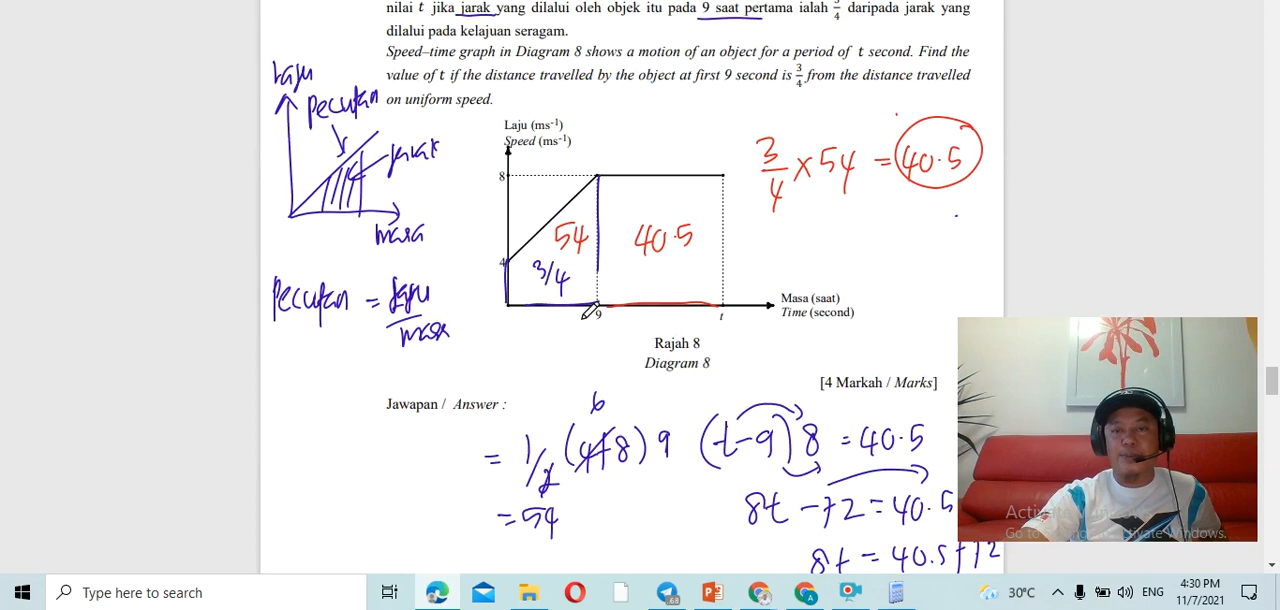 nilai t jika jarak yang dilalui oleh objek itu pada 9 saat pertama ialah 3/4 daripada jarak yang
dilalui pada kelajuan seragam.
Speed–time graph in Diagram 8 shows a motion of an object for a period of t second. Find the
value of t if the distance travelled by the object at first 9 second is 3/4 from the distance travelled
on uniform speed.
Laju
pecutan
jarak
masa
Pecutan = Laju
masa
Laju (ms⁻¹)
Speed (ms⁻¹)
8
4
54
40.5
3/4
9
t
Masa (saat)
Time (second)
3/4 × 54 = 40.5
Rajah 8
Diagram 8
[4 Markah / Marks]
Jawapan / Answer :
6
= 1/2 (4+8) 9 (t-9) 8 = 40.5
= 54
8t - 72 = 40.5
8t = 40.5 + 72
Type here to search
30°C
ENG
4:30 PM
11/7/2021